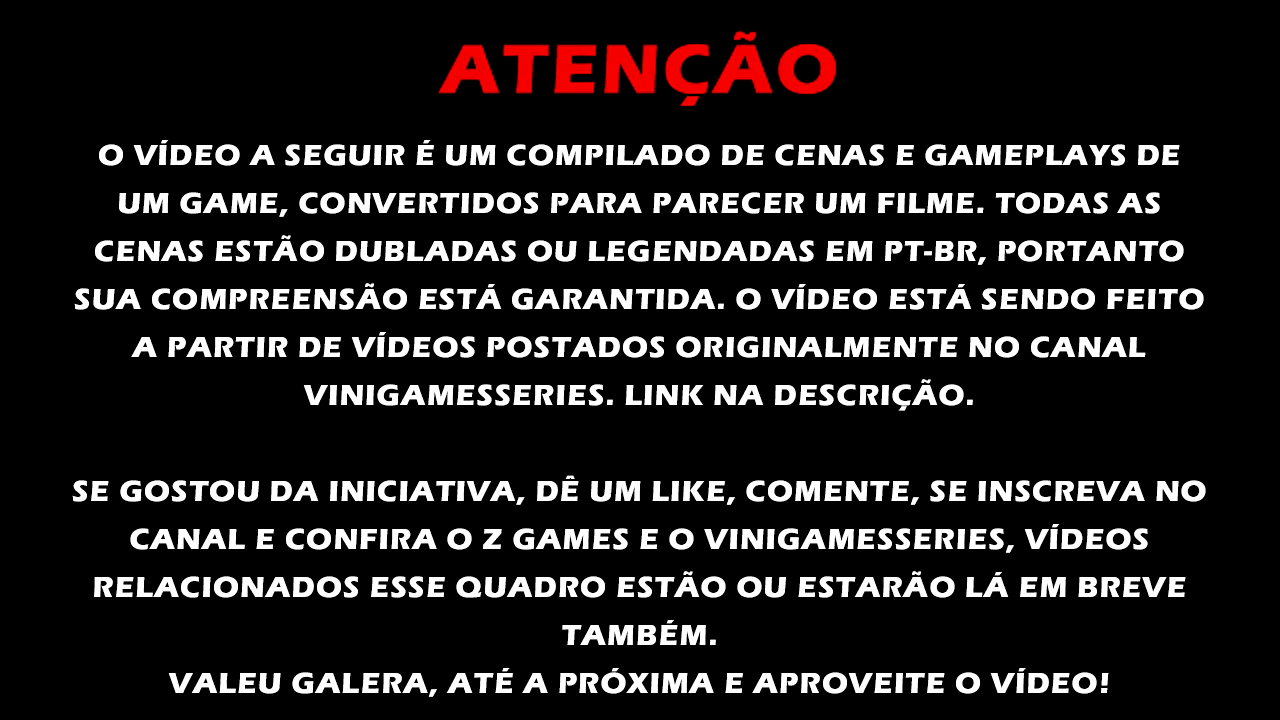 ATENÇÃO
O VÍDEO A SEGUIR É UM COMPILADO DE CENAS E GAMEPLAYS DE
UM GAME, CONVERTIDOS PARA PARECER UM FILME. TODAS AS
CENAS ESTÃO DUBLADAS OU LEGENDADAS EM PT-BR, PORTANTO
SUA COMPREENSÃO ESTÁ GARANTIDA. O VÍDEO ESTÁ SENDO FEITO
A PARTIR DE VÍDEOS POSTADOS ORIGINALMENTE NO CANAL
VINIGAMESSERIES. LINK NA DESCRIÇÃO.
SE GOSTOU DA INICIATIVA, DÊ UM LIKE, COMENTE, SE INSCREVA NO
CANAL E CONFIRA O Z GAMES E O VINIGAMESSERIES, VÍDEOS
RELACIONADOS ESSE QUADRO ESTÃO OU ESTARÃO LÁ EM BREVE
TAMBÉM.
VALEU GALERA, ATÉ A PRÓXIMA E APROVEITE O VÍDEO!